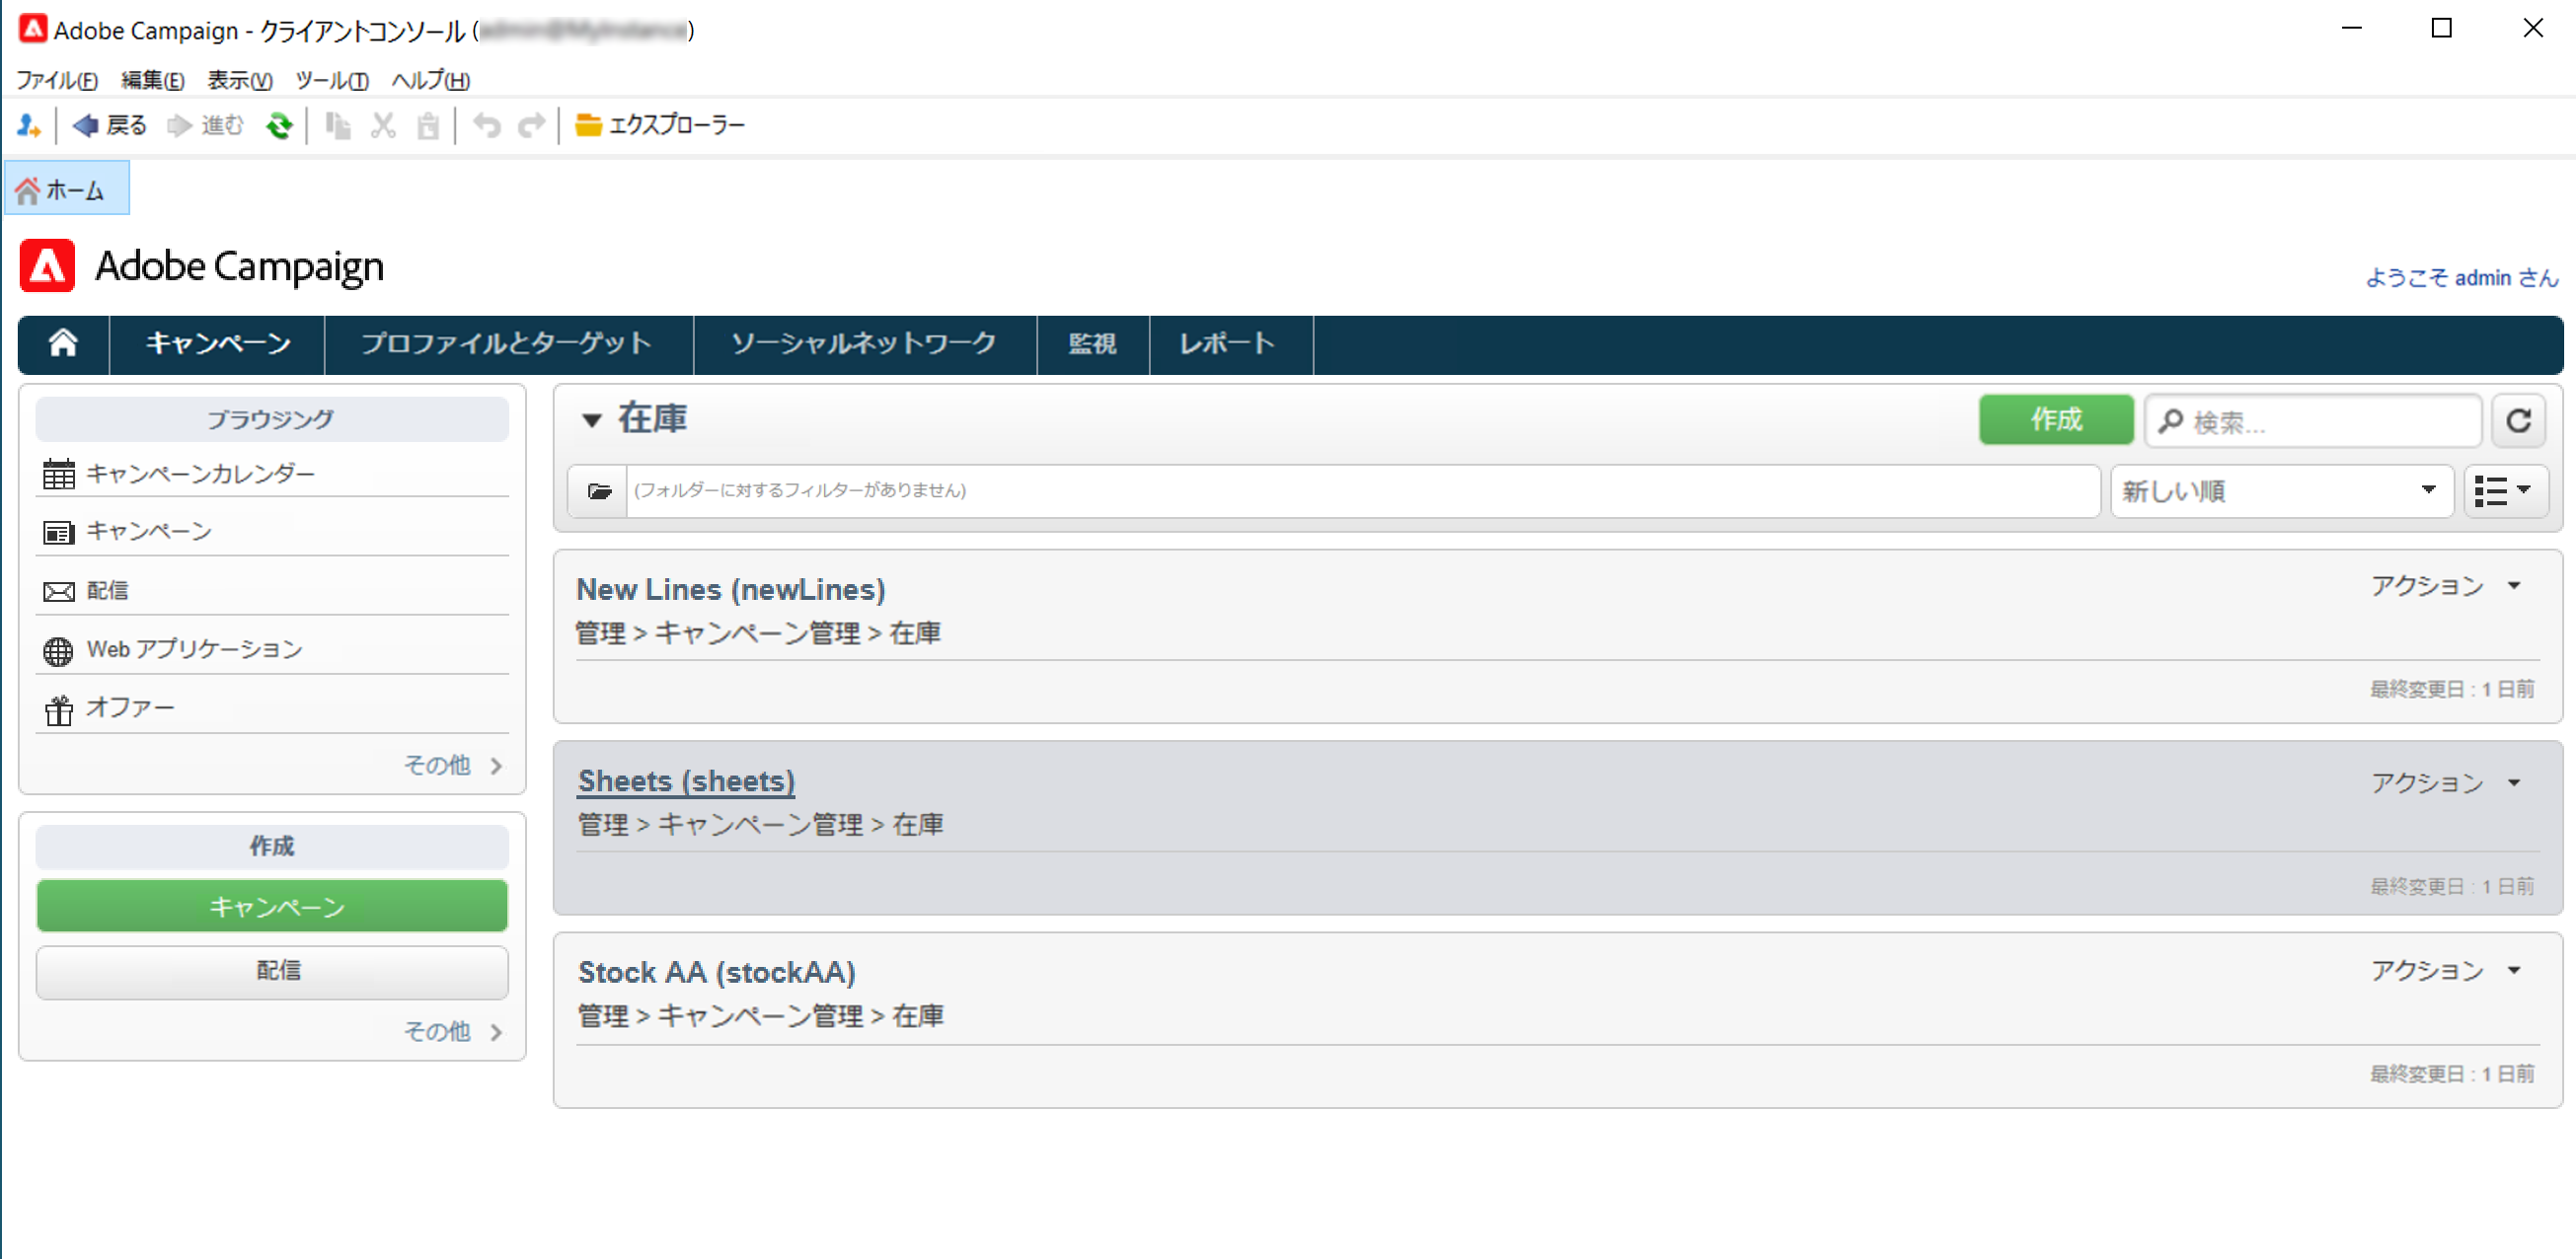 Adobe Campaign - クライアントコンソール ( )
ファイル(F) 編集(E) 表示(V) ツール(T) ヘルプ(H)
戻る 進む エクスプローラー
ホーム
Adobe Campaign
ようこそ admin さん
キャンペーン プロファイルとターゲット ソーシャルネットワーク 監視 レポート
ブラウジング
キャンペーンカレンダー
キャンペーン
配信
Web アプリケーション
オファー
その他
作成
キャンペーン
配信
その他
在庫 作成 検索...
(フォルダーに対するフィルターがありません) 新しい順
New Lines (newLines) アクション
管理 > キャンペーン管理 > 在庫
最終変更日 : 1 日前
Sheets (sheets) アクション
管理 > キャンペーン管理 > 在庫
最終変更日 : 1 日前
Stock AA (stockAA) アクション
管理 > キャンペーン管理 > 在庫
最終変更日 : 1 日前